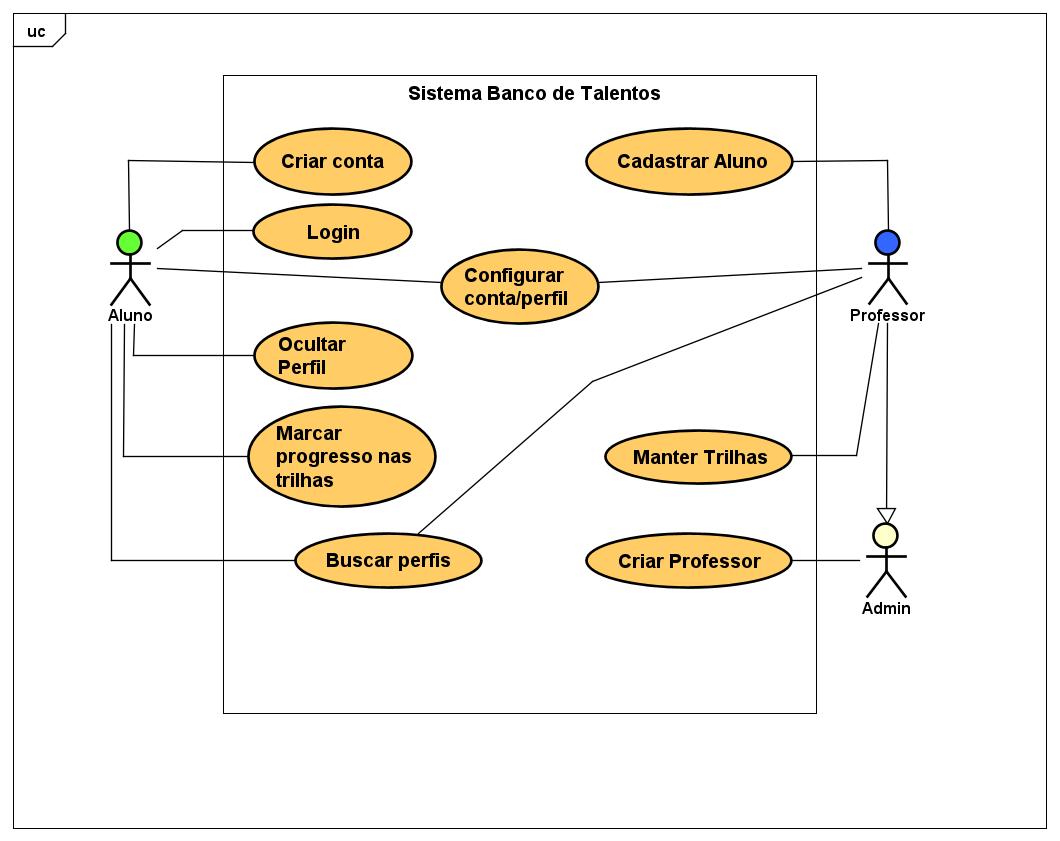 uc
Sistema Banco de Talentos
Criar conta
Cadastrar Aluno
Login
Configurar
conta/perfil
Aluno
Professor
Ocultar
Perfil
Marcar
progresso nas
trilhas
Manter Trilhas
Buscar perfis
Criar Professor
Admin